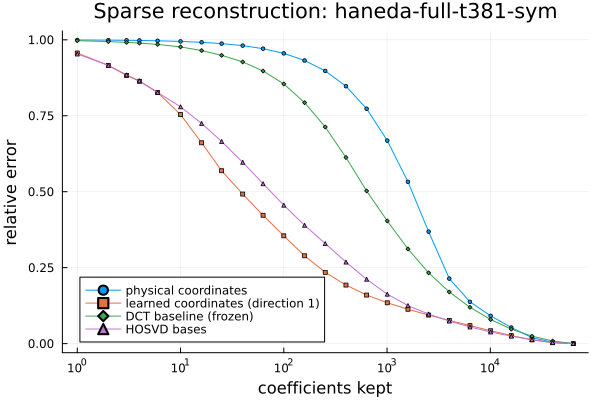 Sparse reconstruction: haneda-full-t381-sym
relative error
1.00
0.75
0.50
0.25
0.00
physical coordinates
learned coordinates (direction 1)
DCT baseline (frozen)
HOSVD bases
10⁰ 10¹ 10² 10³ 10⁴
coefficients kept